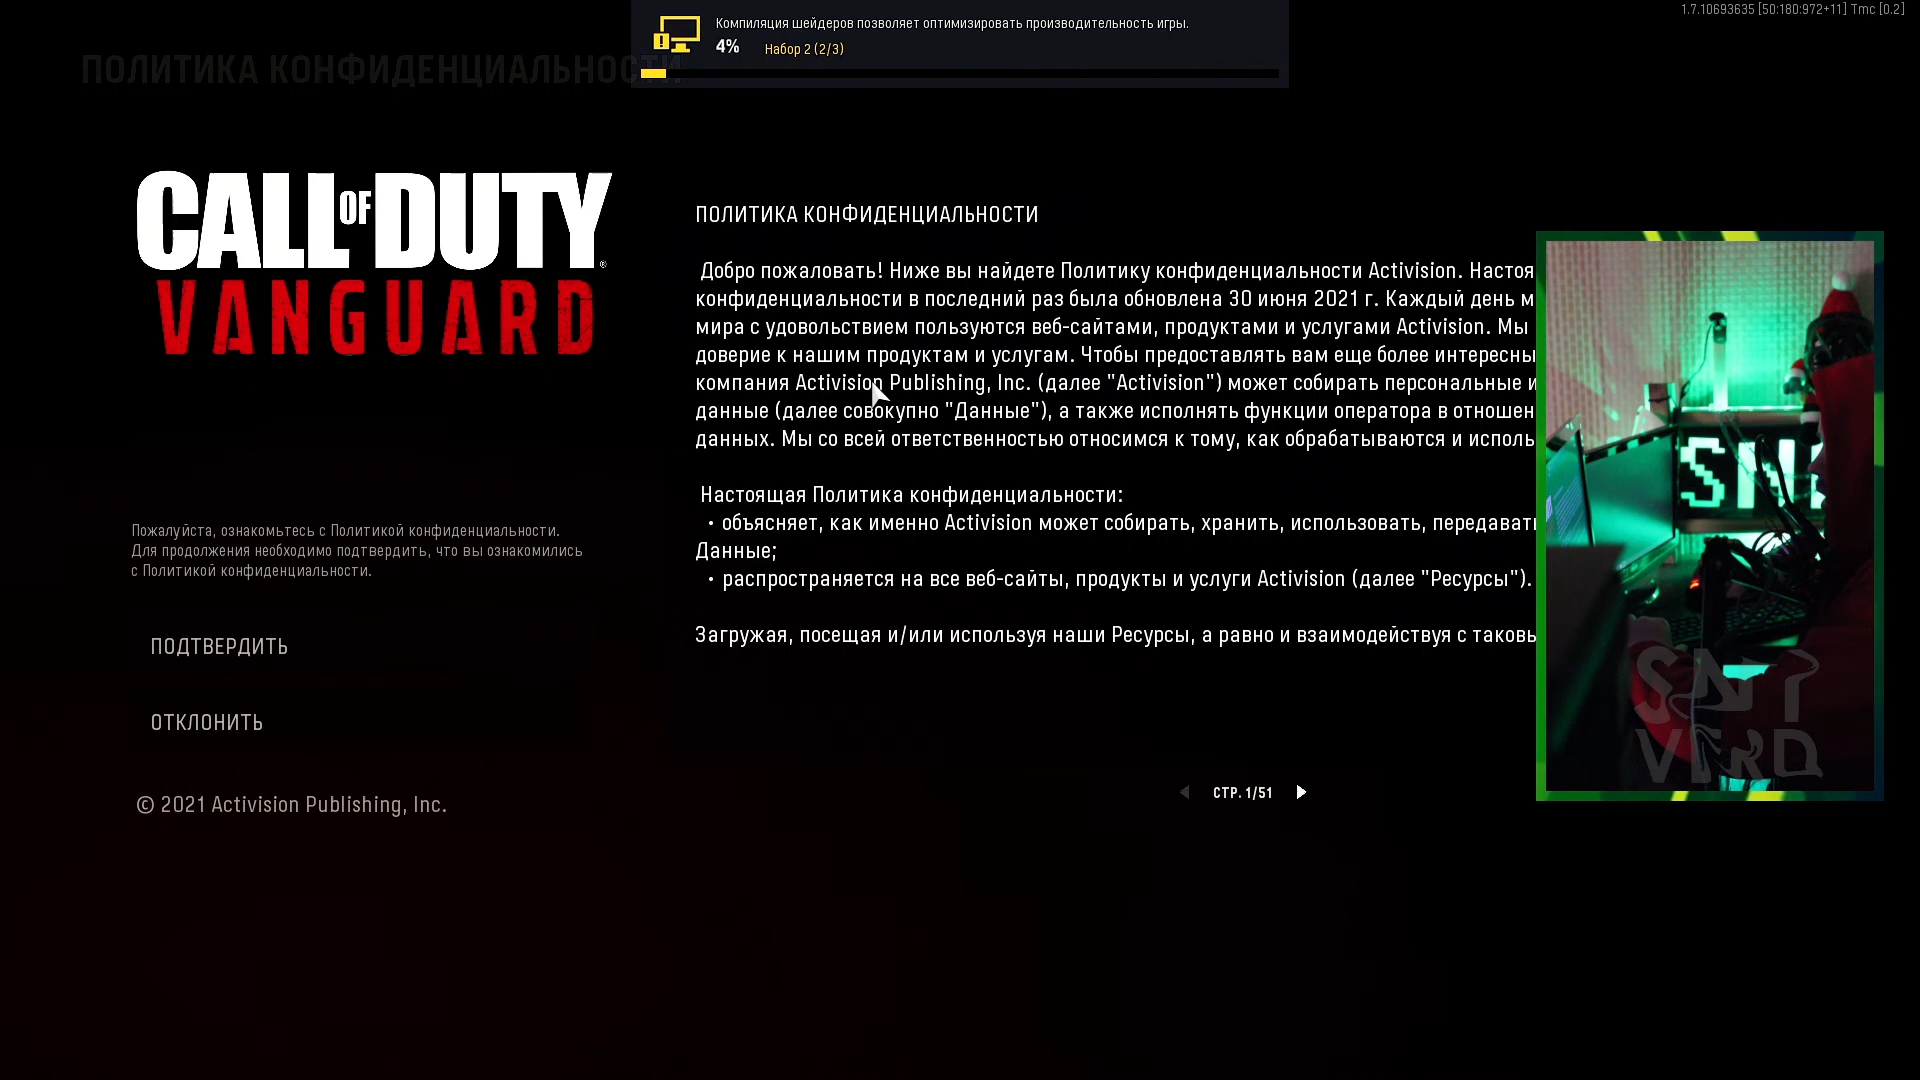 Компиляция шейдеров позволяет оптимизировать производительность игры.
4% Набор 2 (2/3)
1.7.10693635 [50:180:972+11] Tmc [0.2]
ПОЛИТИКА КОНФИДЕНЦИАЛЬНОСТИ
CALL OF DUTY®
VANGUARD
Пожалуйста, ознакомьтесь с Политикой конфиденциальности.
Для продолжения необходимо подтвердить, что вы ознакомились
с Политикой конфиденциальности.
ПОДТВЕРДИТЬ
ОТКЛОНИТЬ
© 2021 Activision Publishing, Inc.
ПОЛИТИКА КОНФИДЕНЦИАЛЬНОСТИ
Добро пожаловать! Ниже вы найдете Политику конфиденциальности Activision. Настоя
конфиденциальности в последний раз была обновлена 30 июня 2021 г. Каждый день м
мира с удовольствием пользуются веб-сайтами, продуктами и услугами Activision. Мы
доверие к нашим продуктам и услугам. Чтобы предоставлять вам еще более интересны
компания Activision Publishing, Inc. (далее "Activision") может собирать персональные и
данные (далее совокупно "Данные"), а также исполнять функции оператора в отношен
данных. Мы со всей ответственностью относимся к тому, как обрабатываются и исполь
Настоящая Политика конфиденциальности:
• объясняет, как именно Activision может собирать, хранить, использовать, передават
Данные;
• распространяется на все веб-сайты, продукты и услуги Activision (далее "Ресурсы").
Загружая, посещая и/или используя наши Ресурсы, а равно и взаимодействуя с таковы
СТР. 1/51
SN